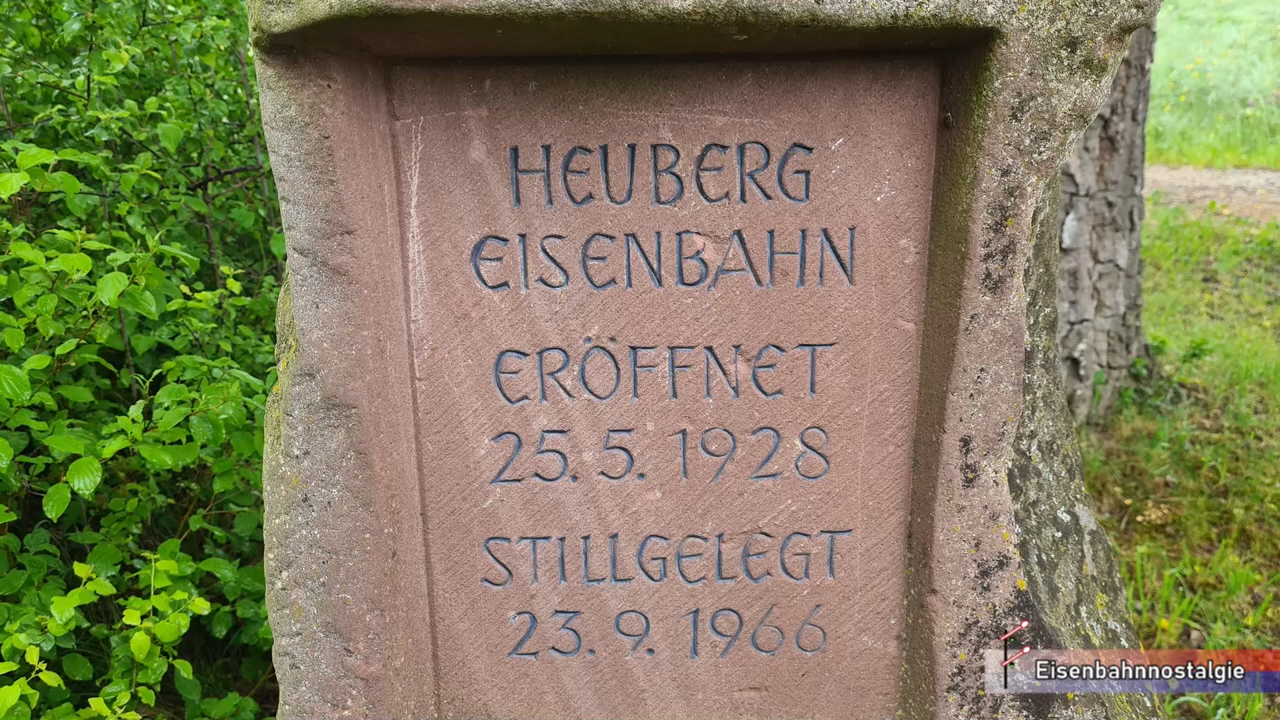 HEUBERG
EISENBAHN
ERÖFFNET
25.5.1928
STILLGELEGT
23.9.1966
Eisenbahnnostalgie